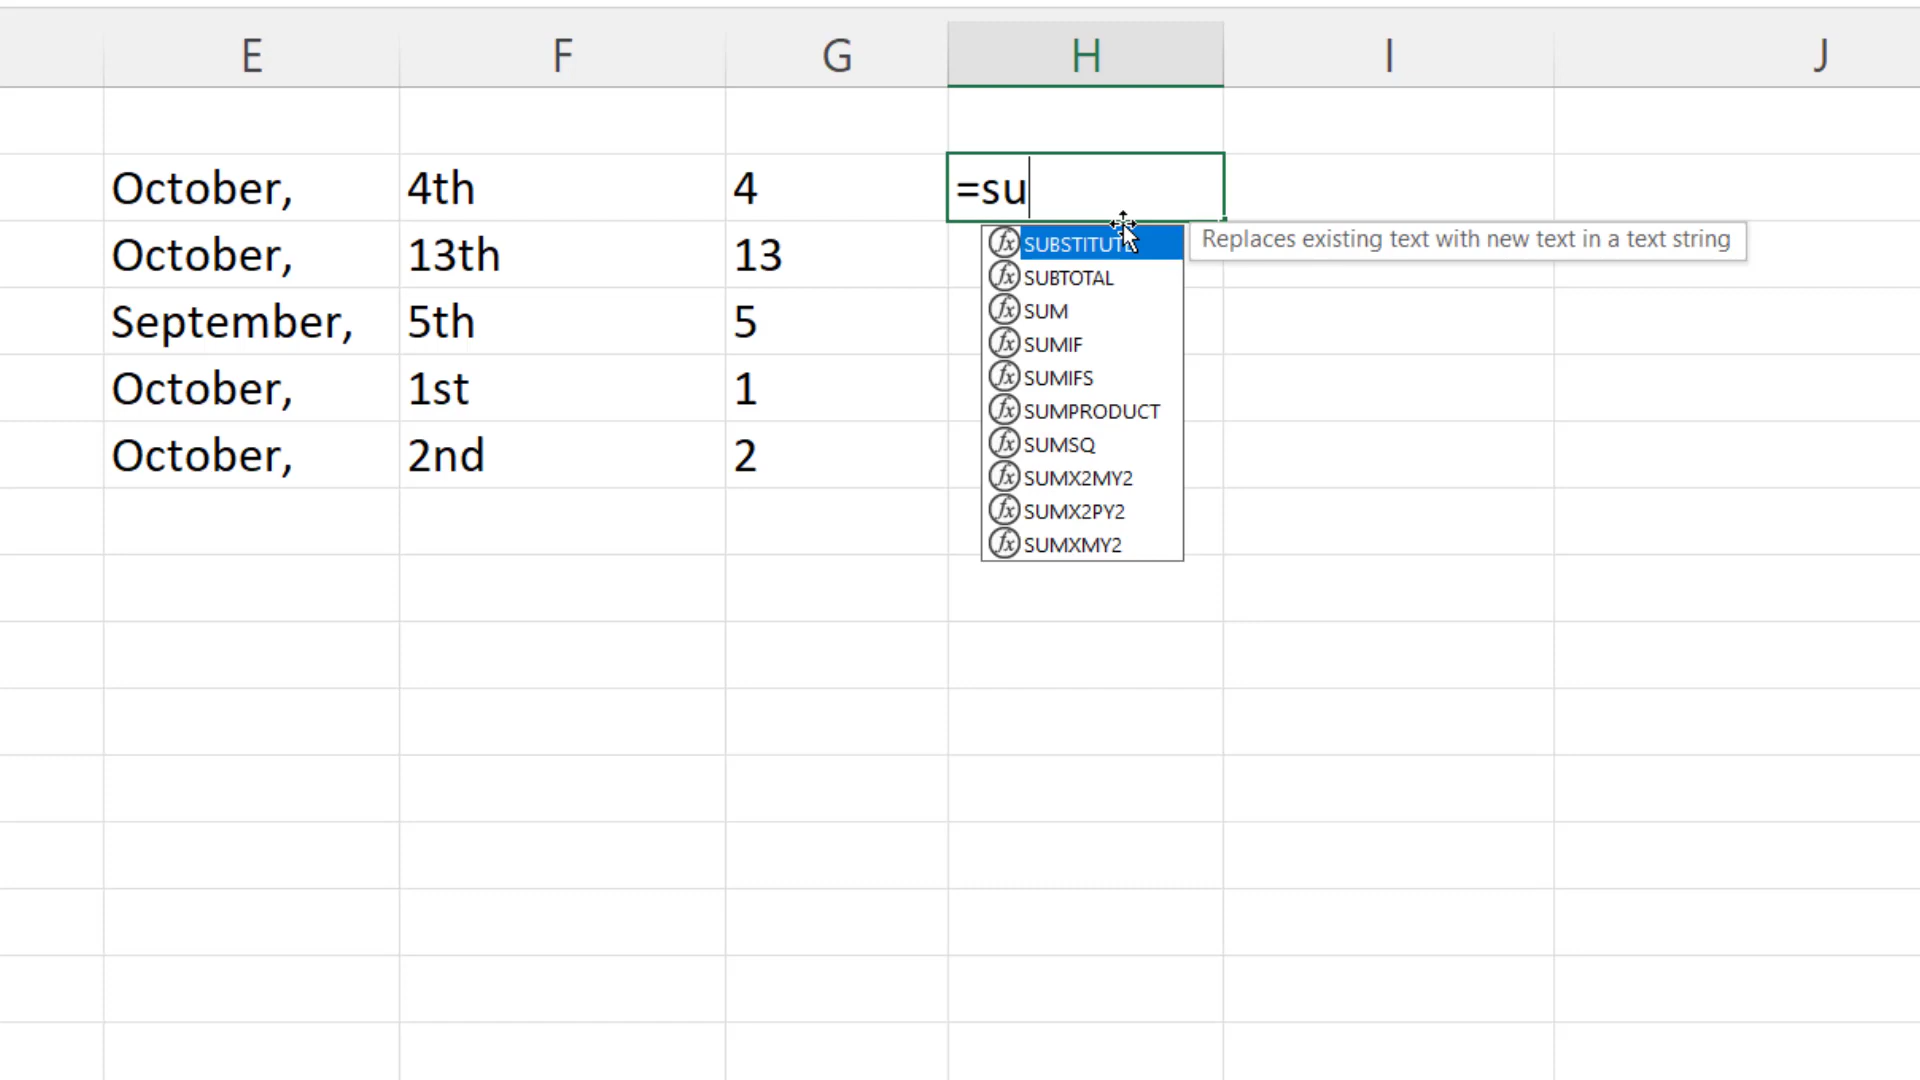 E F G H I J
October, 4th 4 =su
October, 13th 13
September, 5th 5
October, 1st 1
October, 2nd 2
SUBSTITUTE
Replaces existing text with new text in a text string
SUBTOTAL
SUM
SUMIF
SUMIFS
SUMPRODUCT
SUMSQ
SUMX2MY2
SUMX2PY2
SUMXMY2